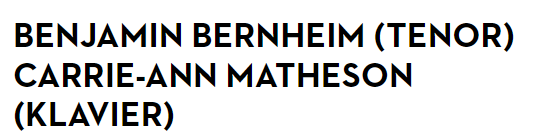 BENJAMIN BERNHEIM (TENOR)
CARRIE-ANN MATHESON
(KLAVIER)